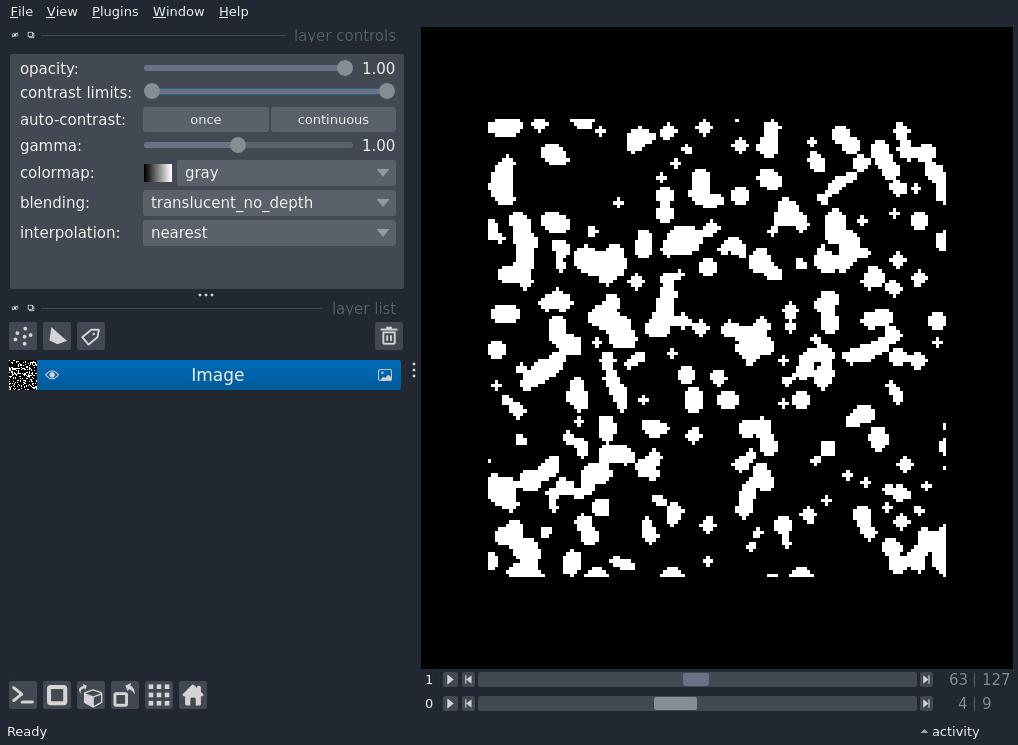 File View Plugins Window Help
layer controls
opacity: 1.00
contrast limits:
auto-contrast: once continuous
gamma: 1.00
colormap: gray
blending: translucent_no_depth
interpolation: nearest
layer list
Image
1 63 | 127
0 4 | 9
Ready activity